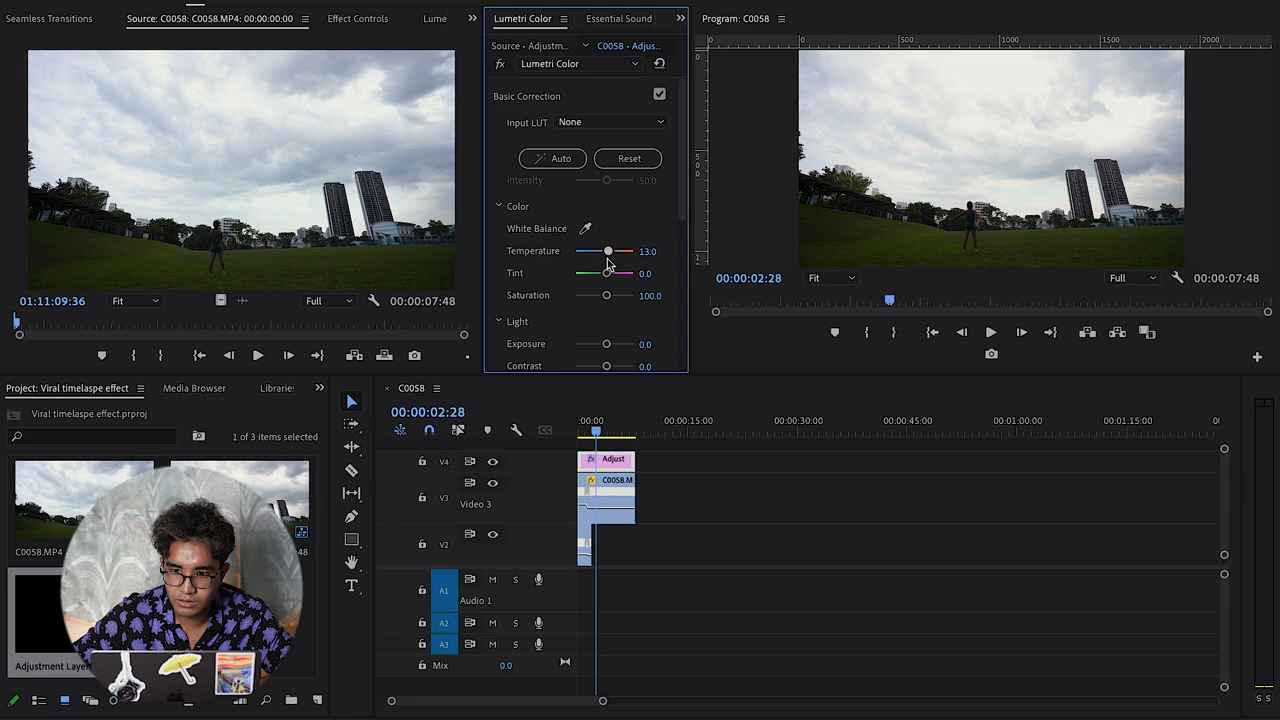 Seamless Transitions
Source: C0058: C0058.MP4: 00:00:00:00
Effect Controls
Lume
Lumetri Color
Essential Sound
Program: C0058
Source • Adjustm...
C0058 • Adjus...
fx
Lumetri Color
Basic Correction
Input LUT
None
Auto
Reset
Intensity
50.0
Color
White Balance
Temperature
13.0
Tint
0.0
Saturation
100.0
Light
Exposure
0.0
Contrast
0.0
0
0
500
1000
1500
2000
01:11:09:36
Fit
Full
00:00:07:48
00:00:02:28
Fit
Full
00:00:07:48
Project: Viral timelaspe effect
Media Browser
Librarie
Viral timelaspe effect.prproj
1 of 3 items selected
C0058.MP4
48
Adjustment Layer
C0058
00:00:02:28
:00:00
00:00:15:00
00:00:30:00
00:00:45:00
00:01:00:00
00:01:15:00
V4
fx
Adjust
V3
Video 3
fx
C0058.M
V2
A1
M
S
Audio 1
A2
M
S
A3
M
S
Mix
0.0
S
S
T